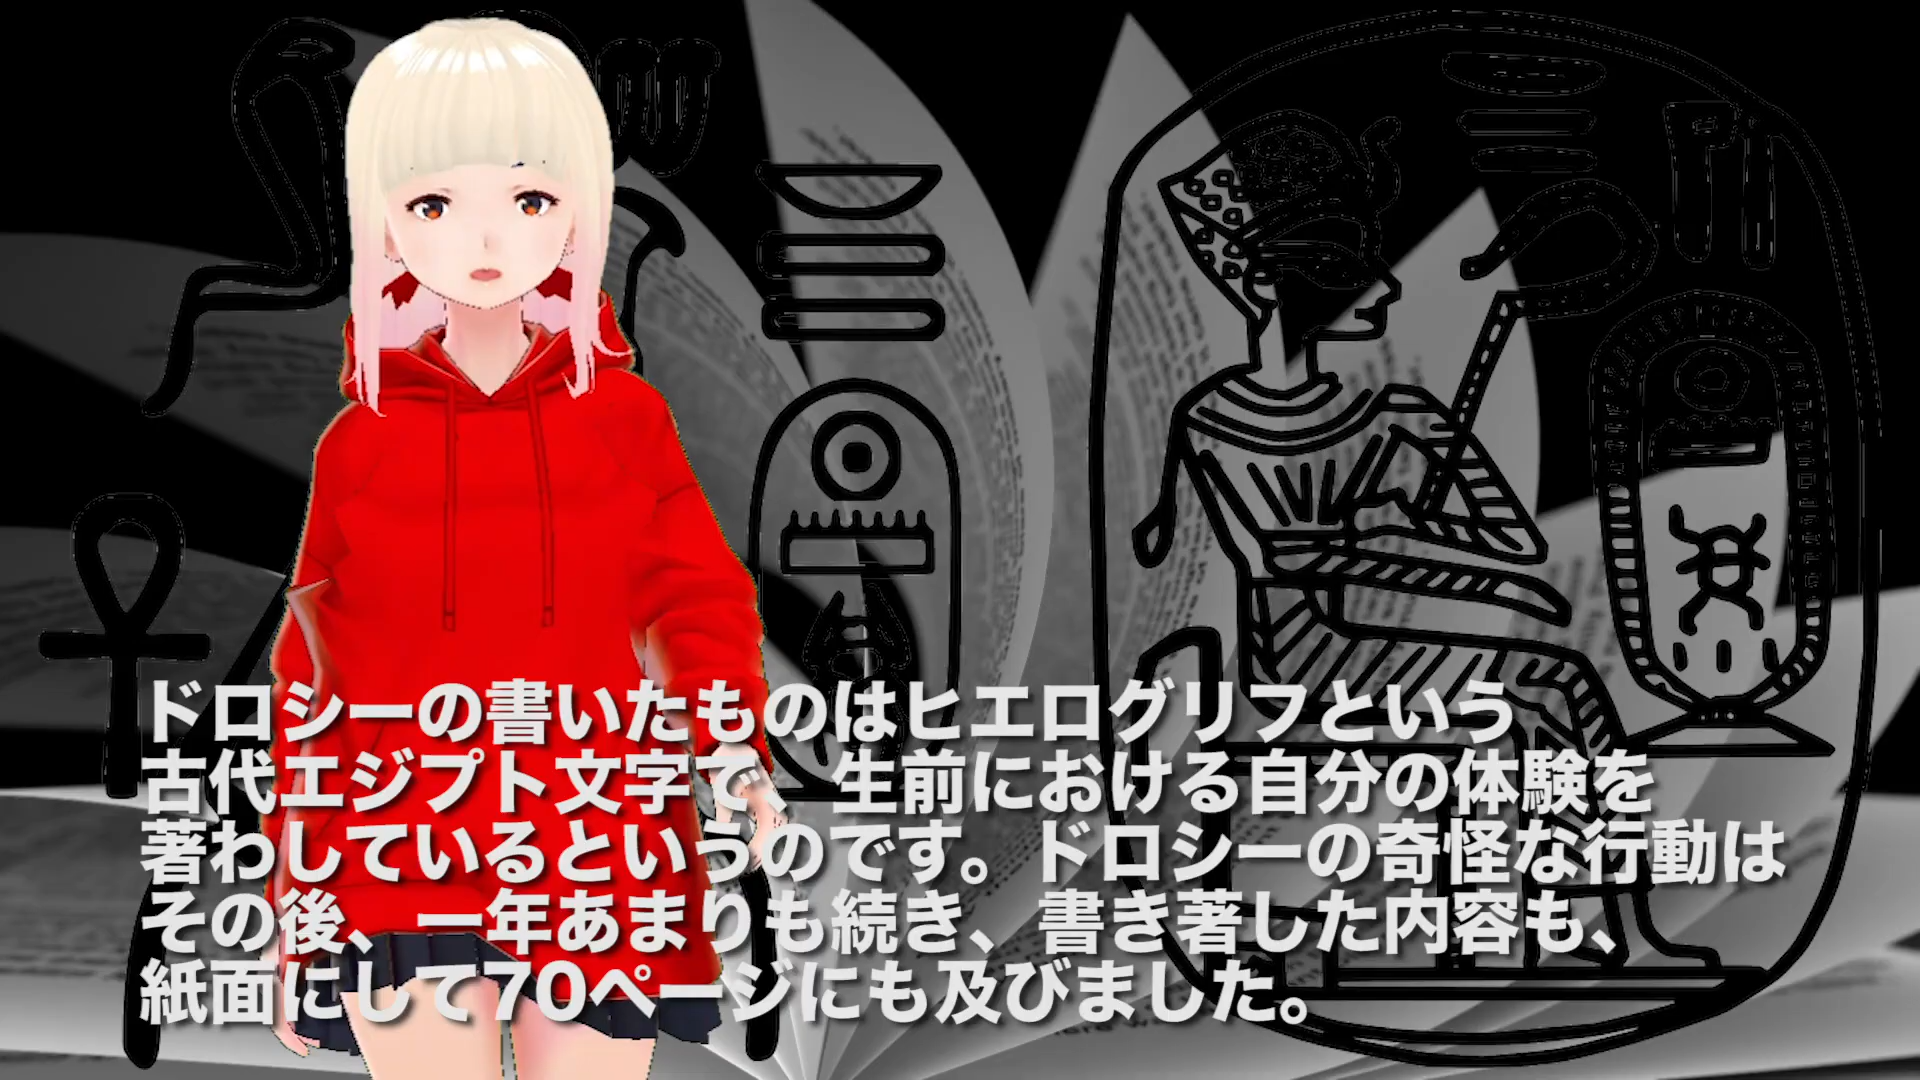 ドロシーの書いたものはヒエログリフという
古代エジプト文字で、生前における自分の体験を
著わしているというのです。ドロシーの奇怪な行動は
その後、一年あまりも続き、書き著した内容も、
紙面にして70ページにも及びました。